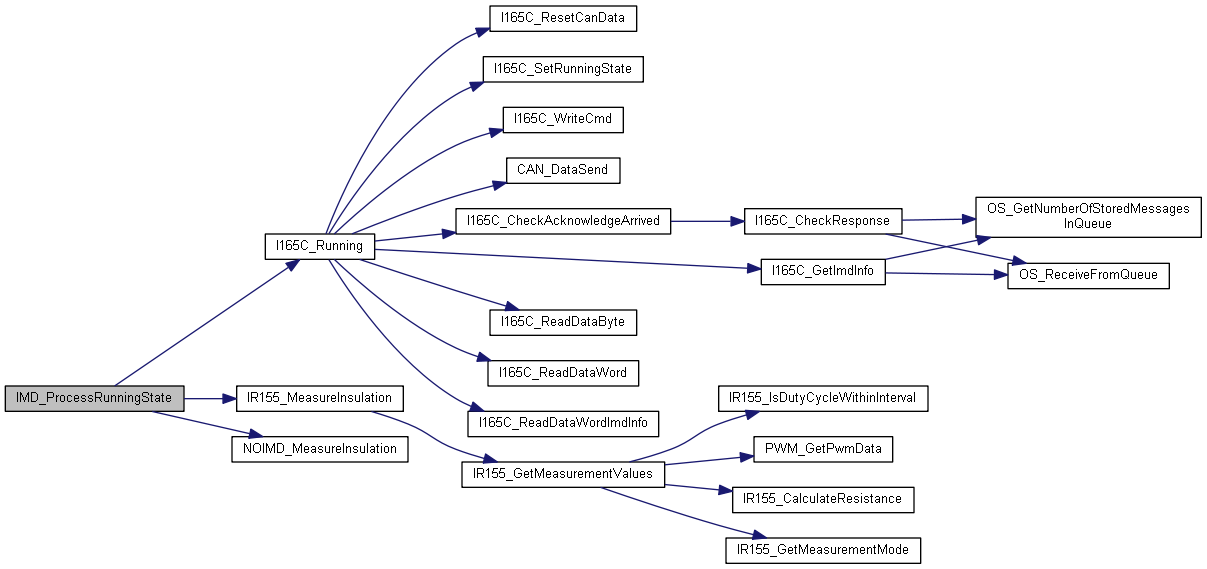 I165C_ResetCanData
I165C_SetRunningState
I165C_WriteCmd
CAN_DataSend
I165C_CheckAcknowledgeArrived
I165C_CheckResponse
OS_GetNumberOfStoredMessages
InQueue
I165C_Running
I165C_GetImdInfo
OS_ReceiveFromQueue
I165C_ReadDataByte
I165C_ReadDataWord
IMD_ProcessRunningState
IR155_MeasureInsulation
IR155_IsDutyCycleWithinInterval
I165C_ReadDataWordImdInfo
NOIMD_MeasureInsulation
PWM_GetPwmData
IR155_GetMeasurementValues
IR155_CalculateResistance
IR155_GetMeasurementMode